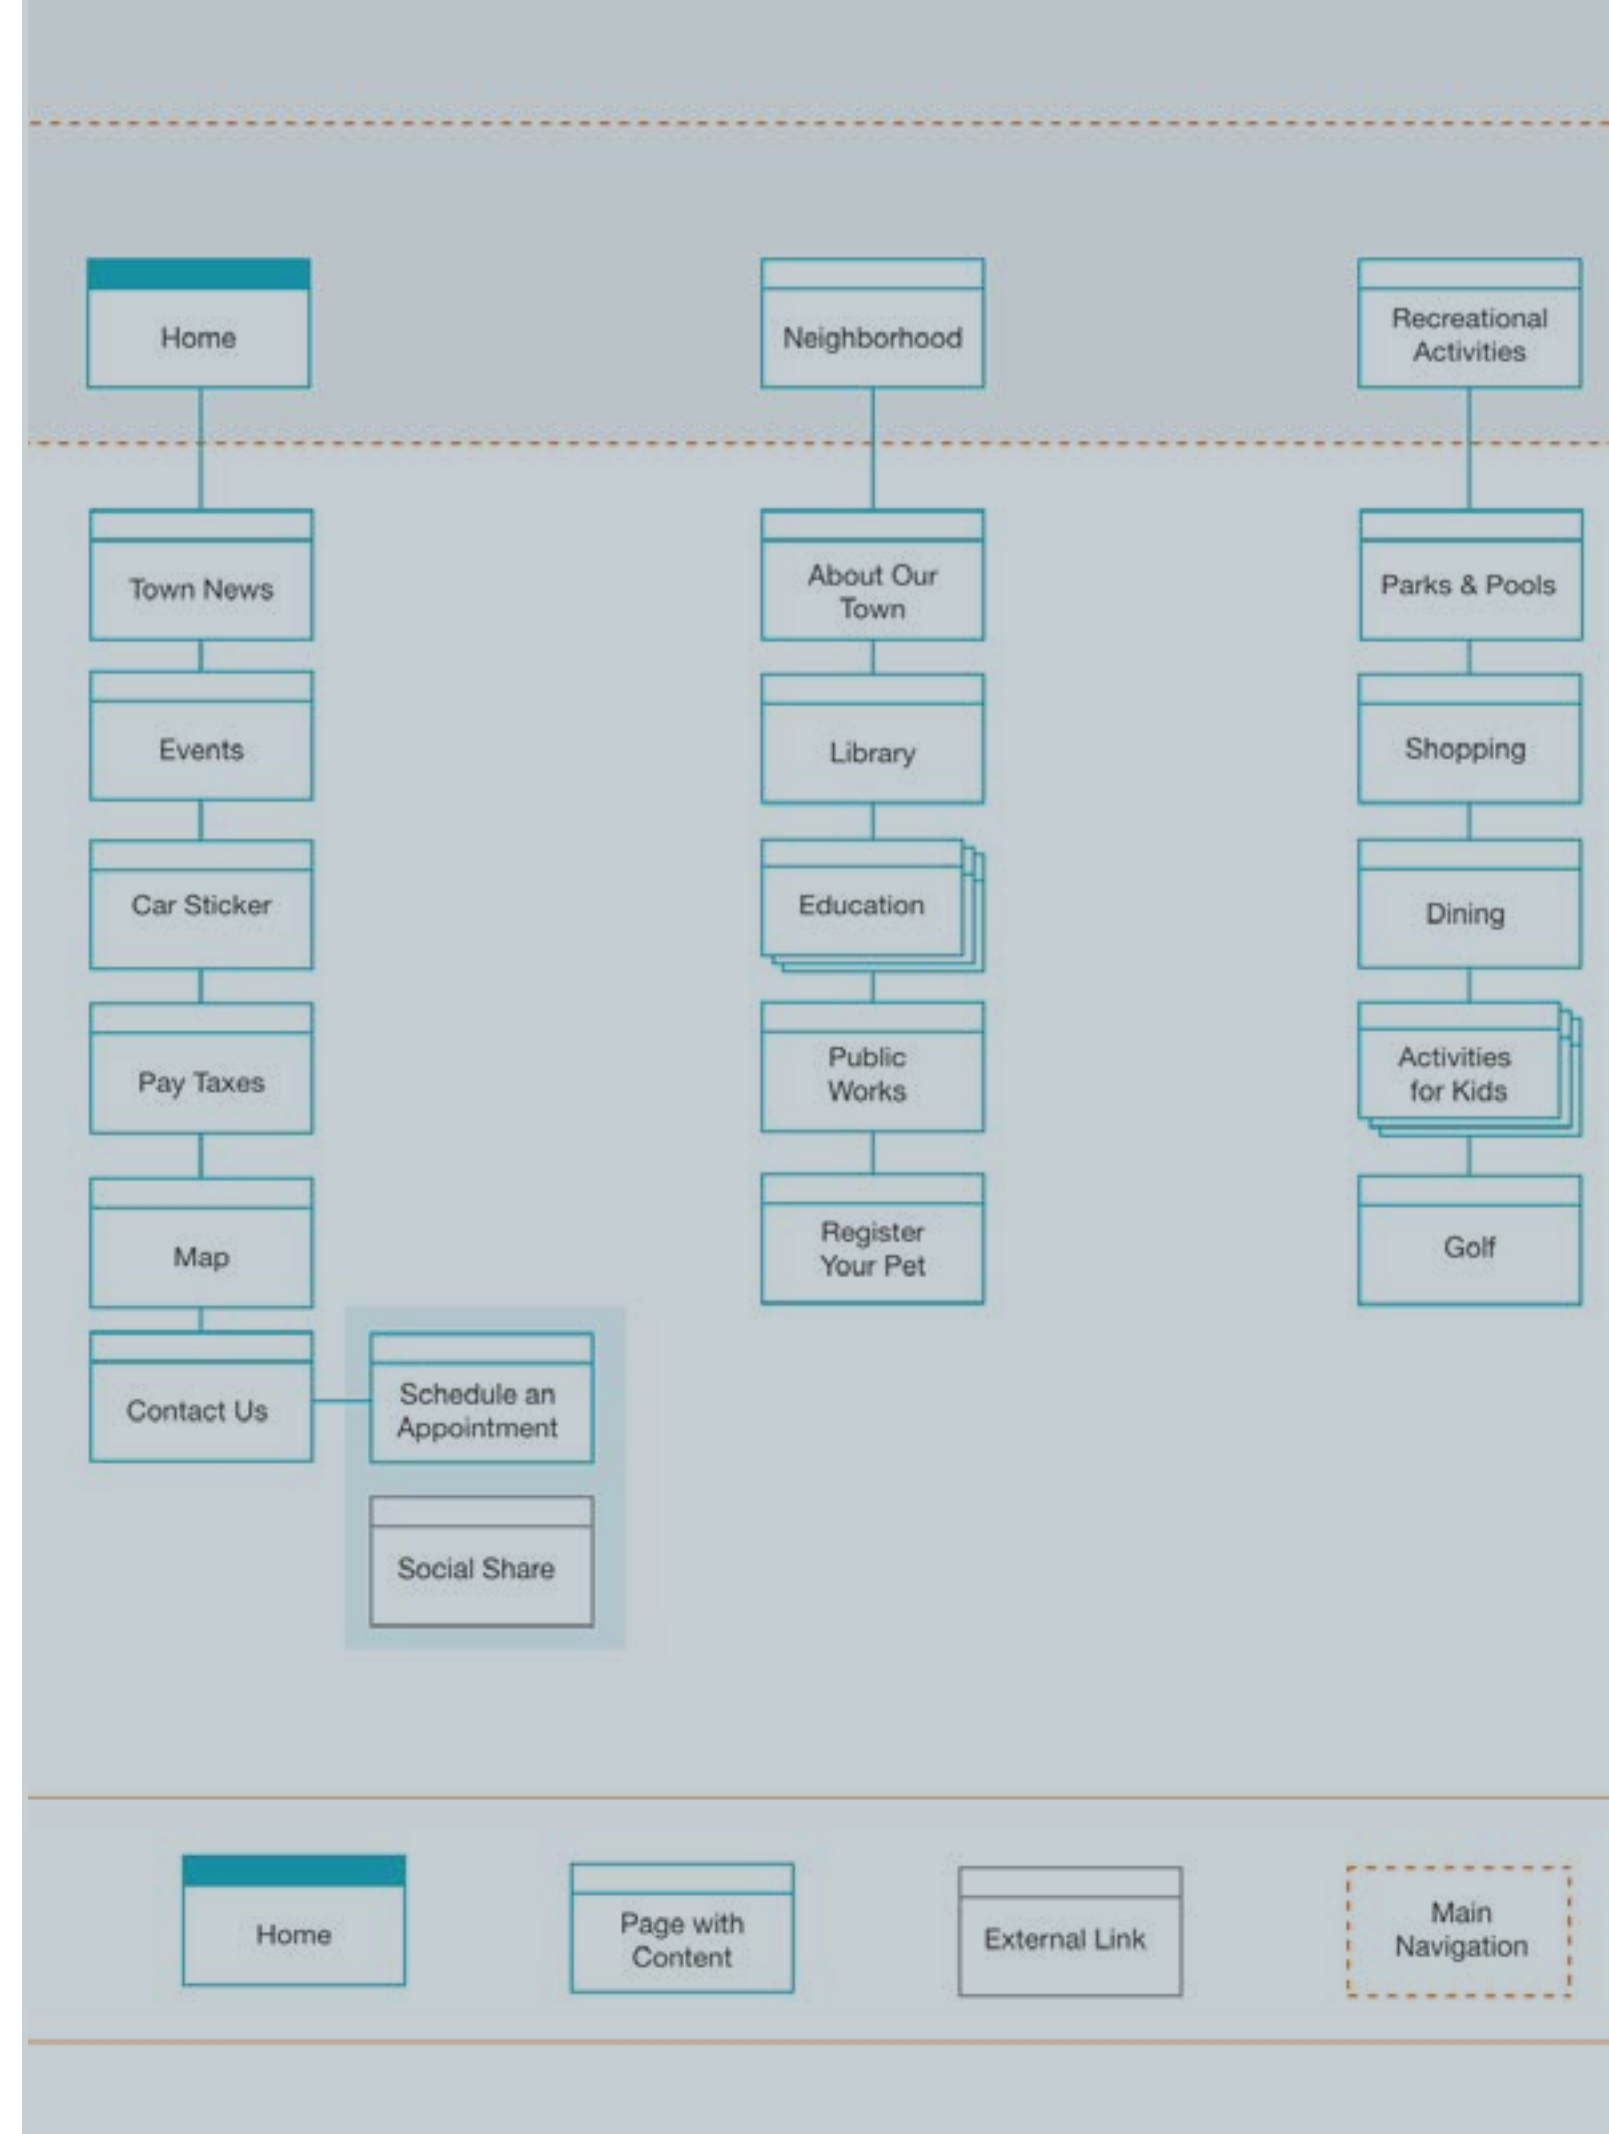 Home
Neighborhood
Recreational
Activities
Town News
About Our
Town
Parks & Pools
Events
Library
Shopping
Car Sticker
Education
Dining
Pay Taxes
Public
Works
Activities
for Kids
Map
Register
Your Pet
Golf
Contact Us
Schedule an
Appointment
Social Share
Home
Page with
Content
External Link
Main
Navigation